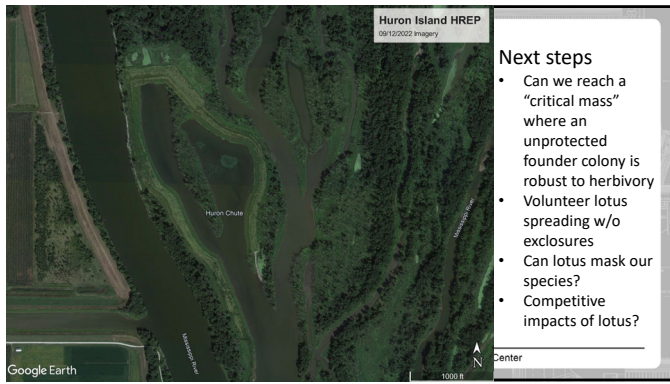 Huron Island HREP
09/12/2022 Imagery
Huron Chute
Mississippi River
Mississippi River
Google Earth
N
1000 ft
Next steps
• Can we reach a
“critical mass”
where an
unprotected
founder colony is
robust to herbivory
• Volunteer lotus
spreading w/o
exclosures
• Can lotus mask our
species?
• Competitive
impacts of lotus?
Center